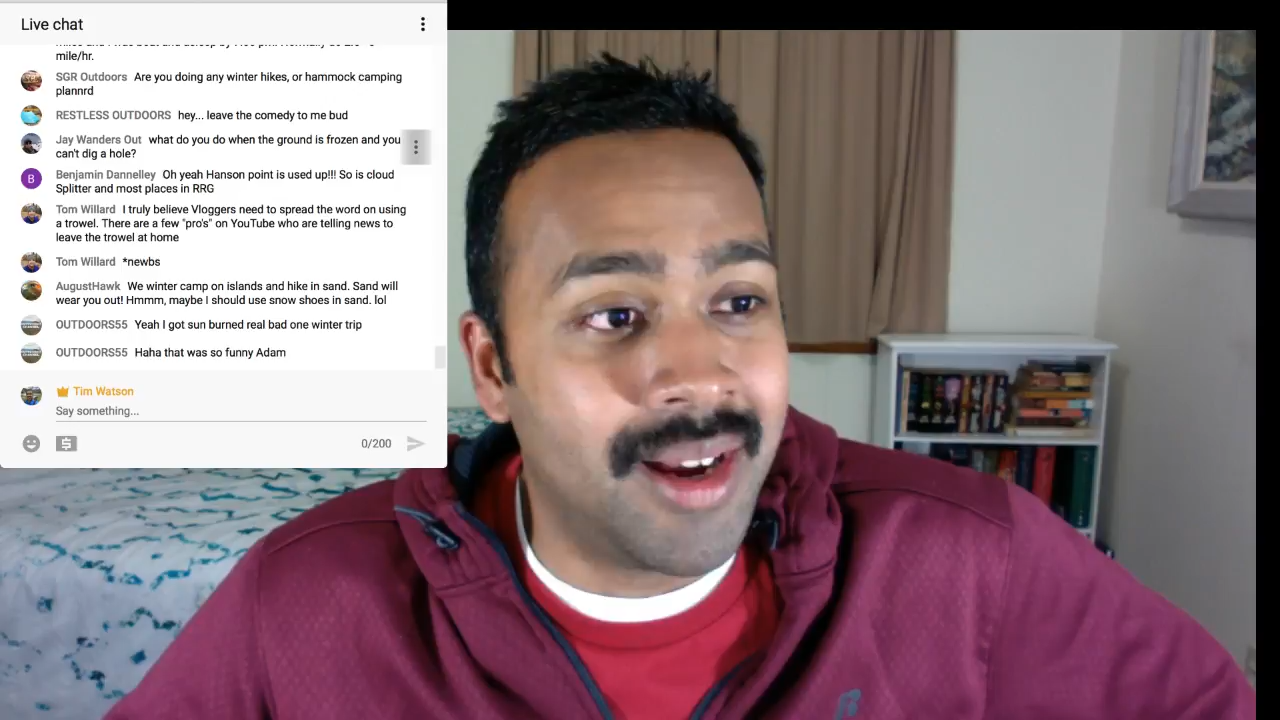 Live chat
mile/hr.
SGR Outdoors Are you doing any winter hikes, or hammock camping
plannrd
RESTLESS OUTDOORS hey... leave the comedy to me bud
Jay Wanders Out what do you do when the ground is frozen and you
can't dig a hole?
B
Benjamin Dannelley Oh yeah Hanson point is used up!!! So is cloud
Splitter and most places in RRG
Tom Willard I truly believe Vloggers need to spread the word on using
a trowel. There are a few "pro's" on YouTube who are telling news to
leave the trowel at home
Tom Willard *newbs
AugustHawk We winter camp on islands and hike in sand. Sand will
wear you out! Hmmm, maybe I should use snow shoes in sand. lol
OUTDOORS55 Yeah I got sun burned real bad one winter trip
OUTDOORS55 Haha that was so funny Adam
Tim Watson
Say something...
0/200